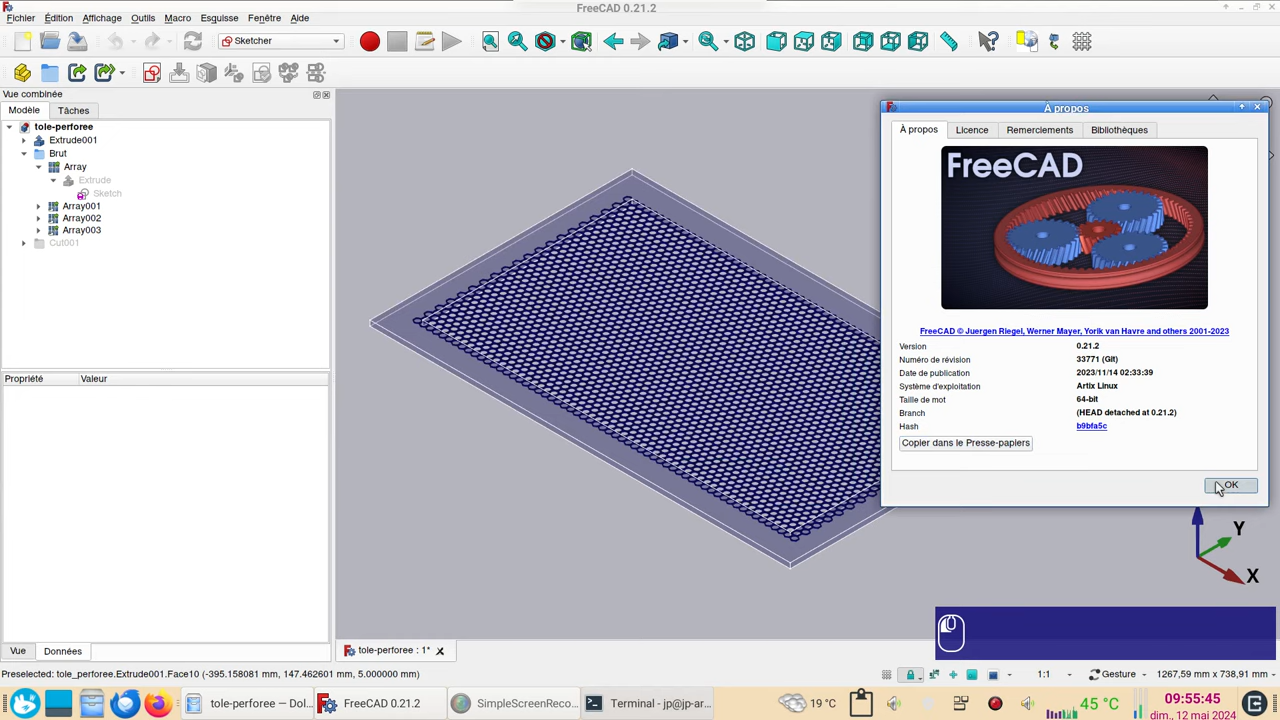 FreeCAD 0.21.2
Fichier Édition Affichage Outils Macro Esquisse Fenêtre Aide
Sketcher
Vue combinée
Modèle Tâches
tole-perforee
Extrude001
Brut
Array
Extrude
Sketch
Array001
Array002
Array003
Cut001
Propriété Valeur
Vue Données
À propos
À propos Licence Remerciements Bibliothèques
FreeCAD
FreeCAD © Juergen Riegel, Werner Mayer, Yorik van Havre and others 2001-2023
Version 0.21.2
Numéro de révision 33771 (Git)
Date de publication 2023/11/14 02:33:39
Système d'exploitation Artix Linux
Taille de mot 64-bit
Branch (HEAD detached at 0.21.2)
Hash b9bfa5c
Copier dans le Presse-papiers
OK
Y
X
tole-perforee : 1*
Preselected: tole_perforee.Extrude001.Face10 (-395.158081 mm, 147.462601 mm, 5.000000 mm)
1:1 Gesture 1267,59 mm x 738,91 mm
tole-perforee — Dol...
FreeCAD 0.21.2
SimpleScreenReco...
Terminal - jp@jp-ar...
19 °C
45 °C
09:55:45
dim., 12 mai 2024